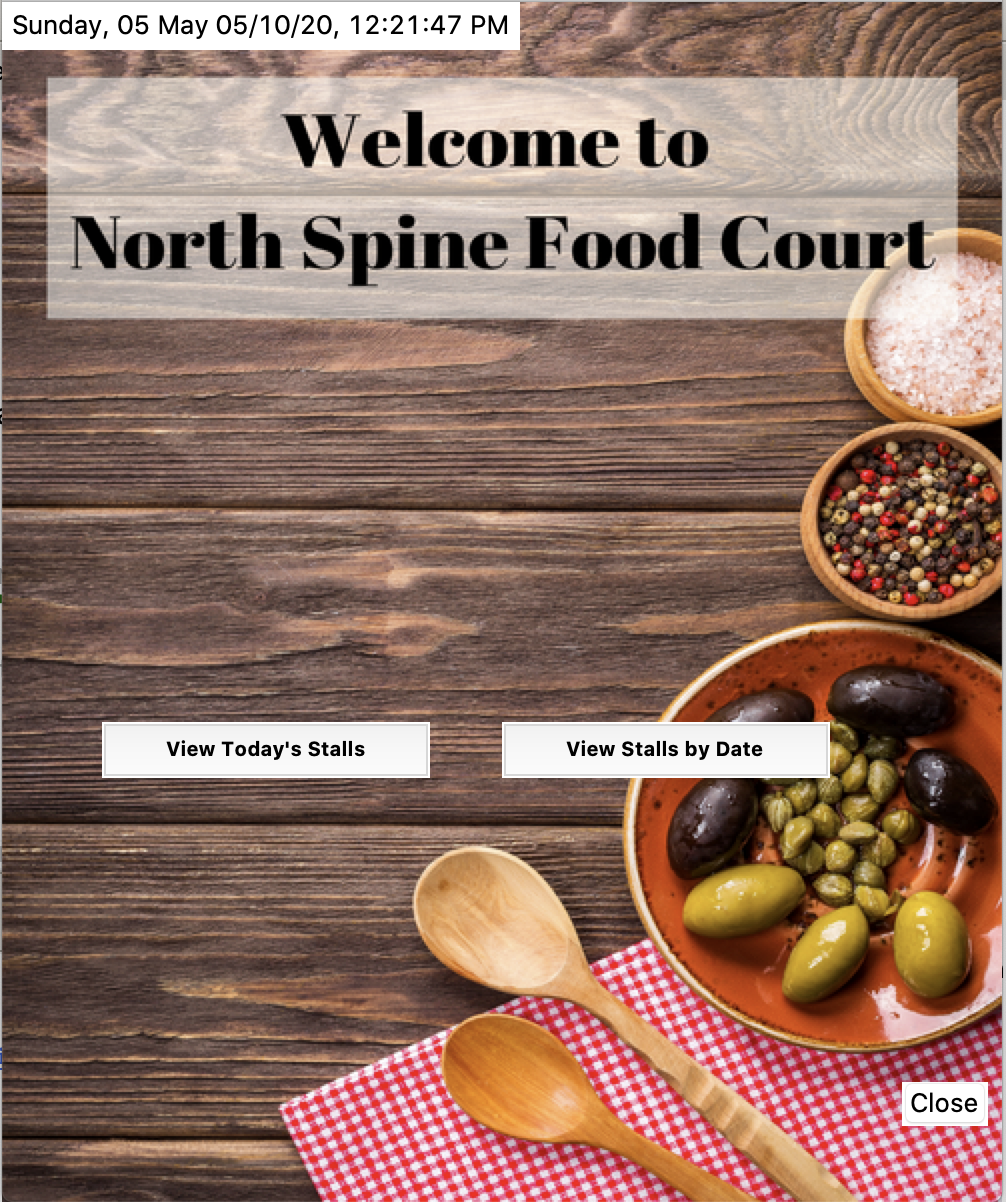 Sunday, 05 May 05/10/20, 12:21:47 PM
Welcome to
North Spine Food Court
View Today's Stalls
View Stalls by Date
Close